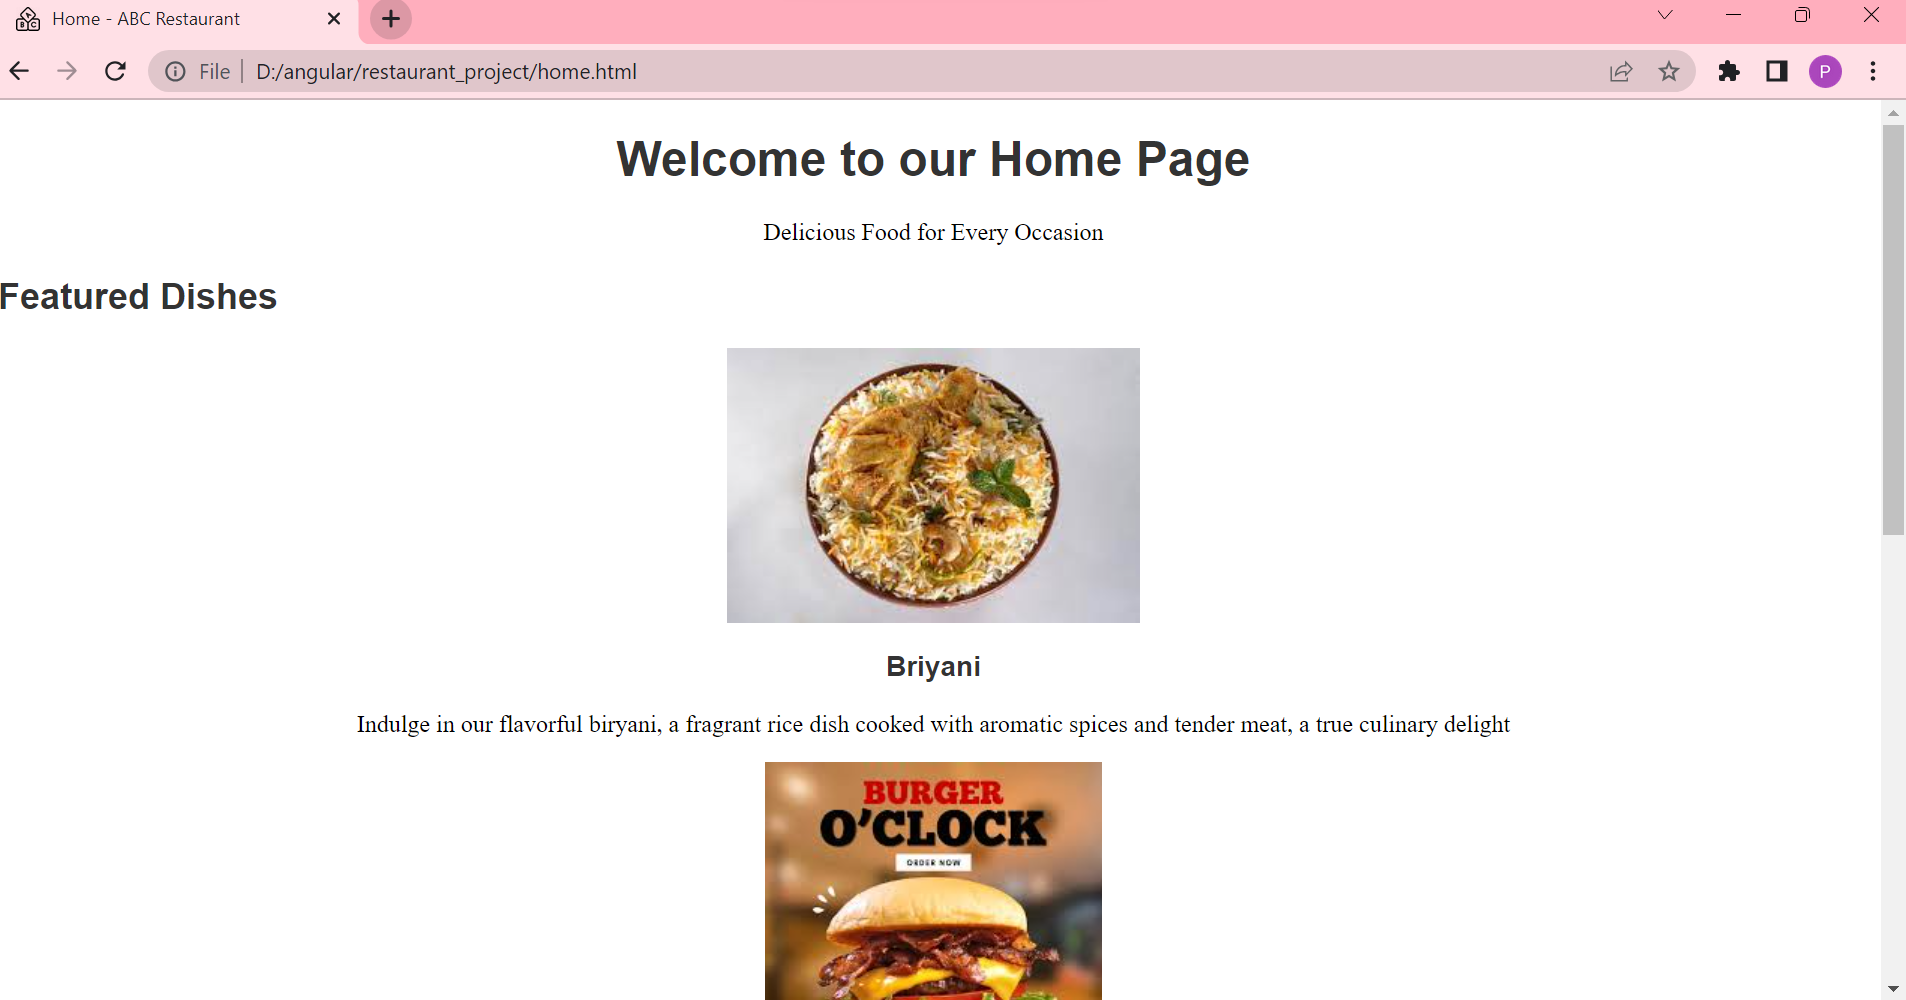 Home - ABC Restaurant
File D:/angular/restaurant_project/home.html
P
Welcome to our Home Page
Delicious Food for Every Occasion
Featured Dishes
Briyani
Indulge in our flavorful biryani, a fragrant rice dish cooked with aromatic spices and tender meat, a true culinary delight
BURGER
O'CLOCK
ORDER NOW